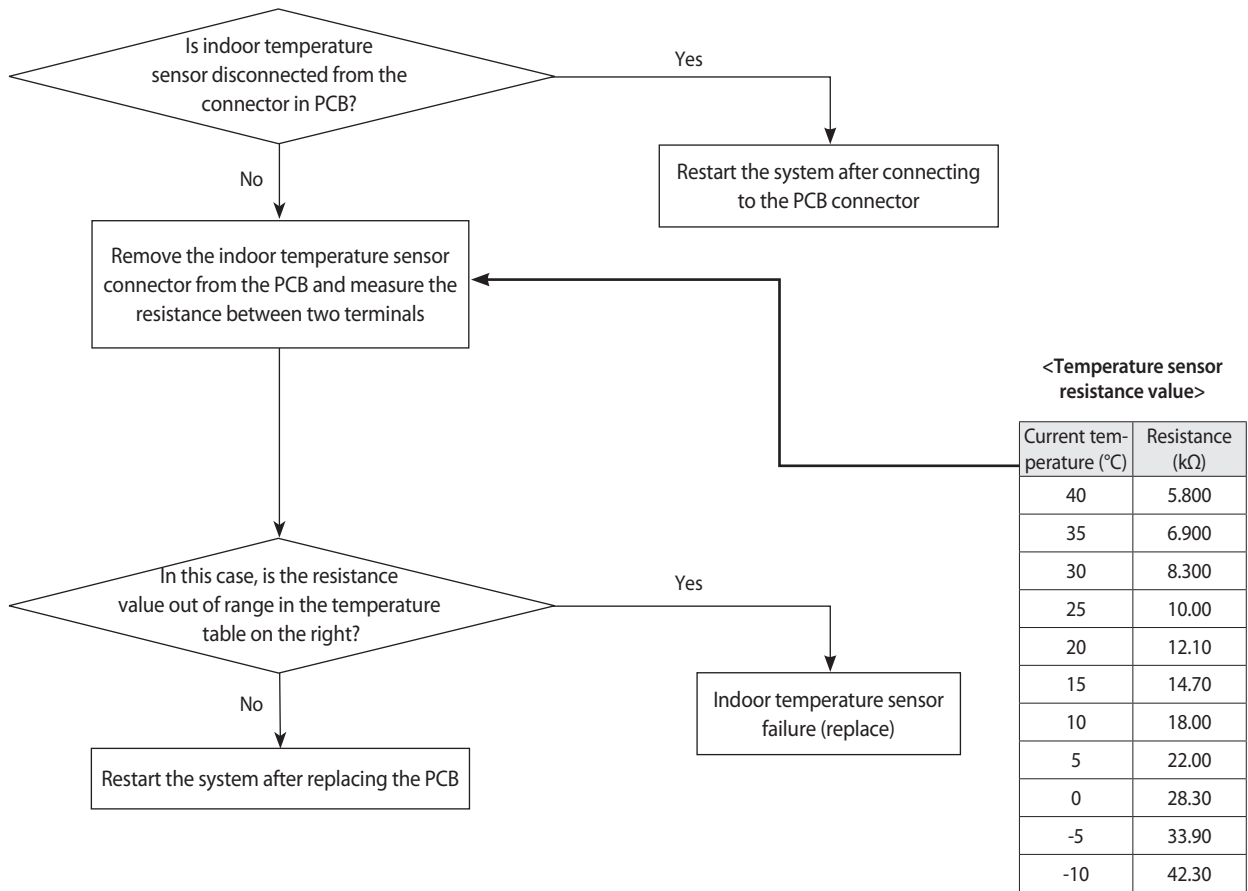 Is indoor temperature
sensor disconnected from the
connector in PCB?
Yes
Restart the system after connecting
to the PCB connector
No
Remove the indoor temperature sensor
connector from the PCB and measure the
resistance between two terminals
<Temperature sensor
resistance value>
Current tem-
perature (°C)
Resistance
(kΩ)
40 5.800
35 6.900
30 8.300
25 10.00
20 12.10
15 14.70
10 18.00
5 22.00
0 28.30
-5 33.90
-10 42.30
In this case, is the resistance
value out of range in the temperature
table on the right?
Yes
Indoor temperature sensor
failure (replace)
No
Restart the system after replacing the PCB